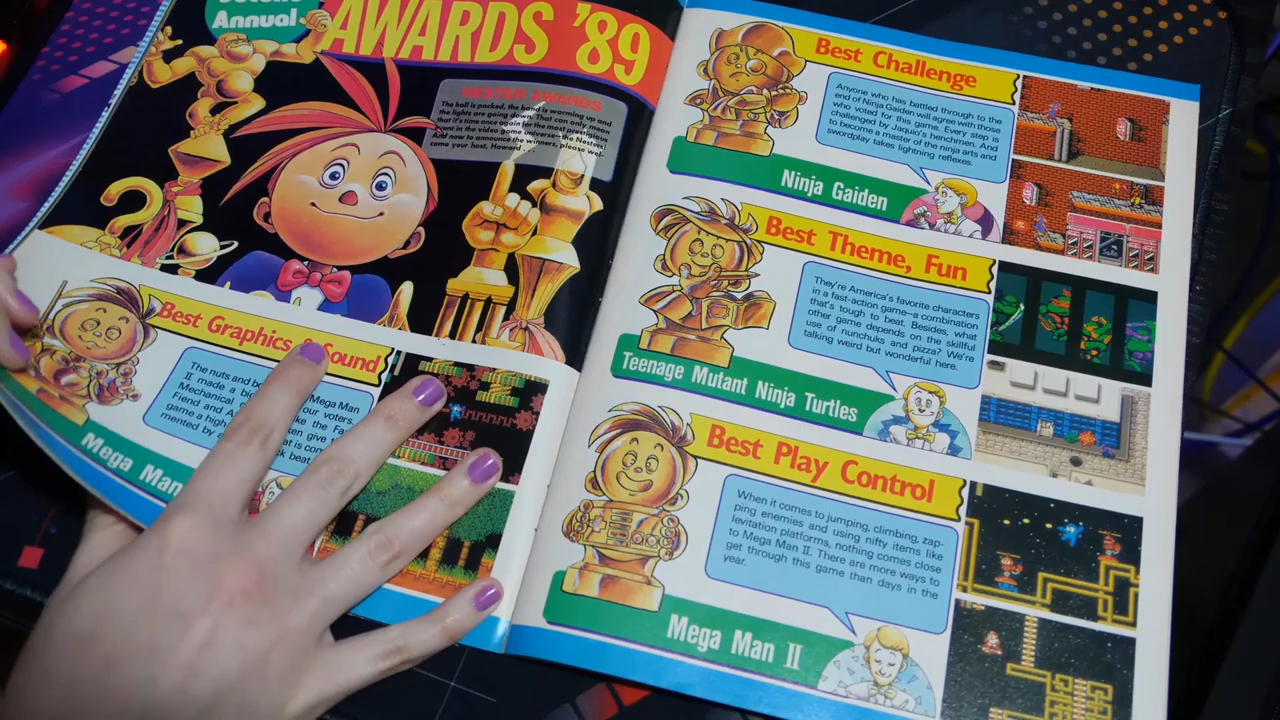 Annual
AWARDS '89
NESTER AWARDS
The hall is packed, the band is warming up and
the lights are going down. That can only mean
that it's time once again for the most prestigious
event in the video game universe—the Nesters!
And now to announce the winners, please wel-
come your host, Howard . . .
Best Graphics & Sound
The nuts and
Mega Man
II made a
our voters.
Mechanical
like the
Fiend and
game a high
mented by
beat
Mega Man
Best Challenge
Anyone who has battled through to the
end of Ninja Gaiden will agree with those
who voted for this game. Every step is
challenged by Jaquio's henchmen. And
to become a master of the ninja arts and
swordplay takes lightning reflexes.
Ninja Gaiden
Best Theme, Fun
They're America's favorite characters
in a fast-action game—a combination
that's tough to beat. Besides, what
other game depends on the skillful
use of nunchuks and pizza? We're
talking weird but wonderful here.
Teenage Mutant Ninja Turtles
Best Play Control
When it comes to jumping, climbing, zap-
ping enemies and using nifty items like
levitation platforms, nothing comes close
to Mega Man II. There are more ways to
get through this game than days in the
year.
Mega Man II